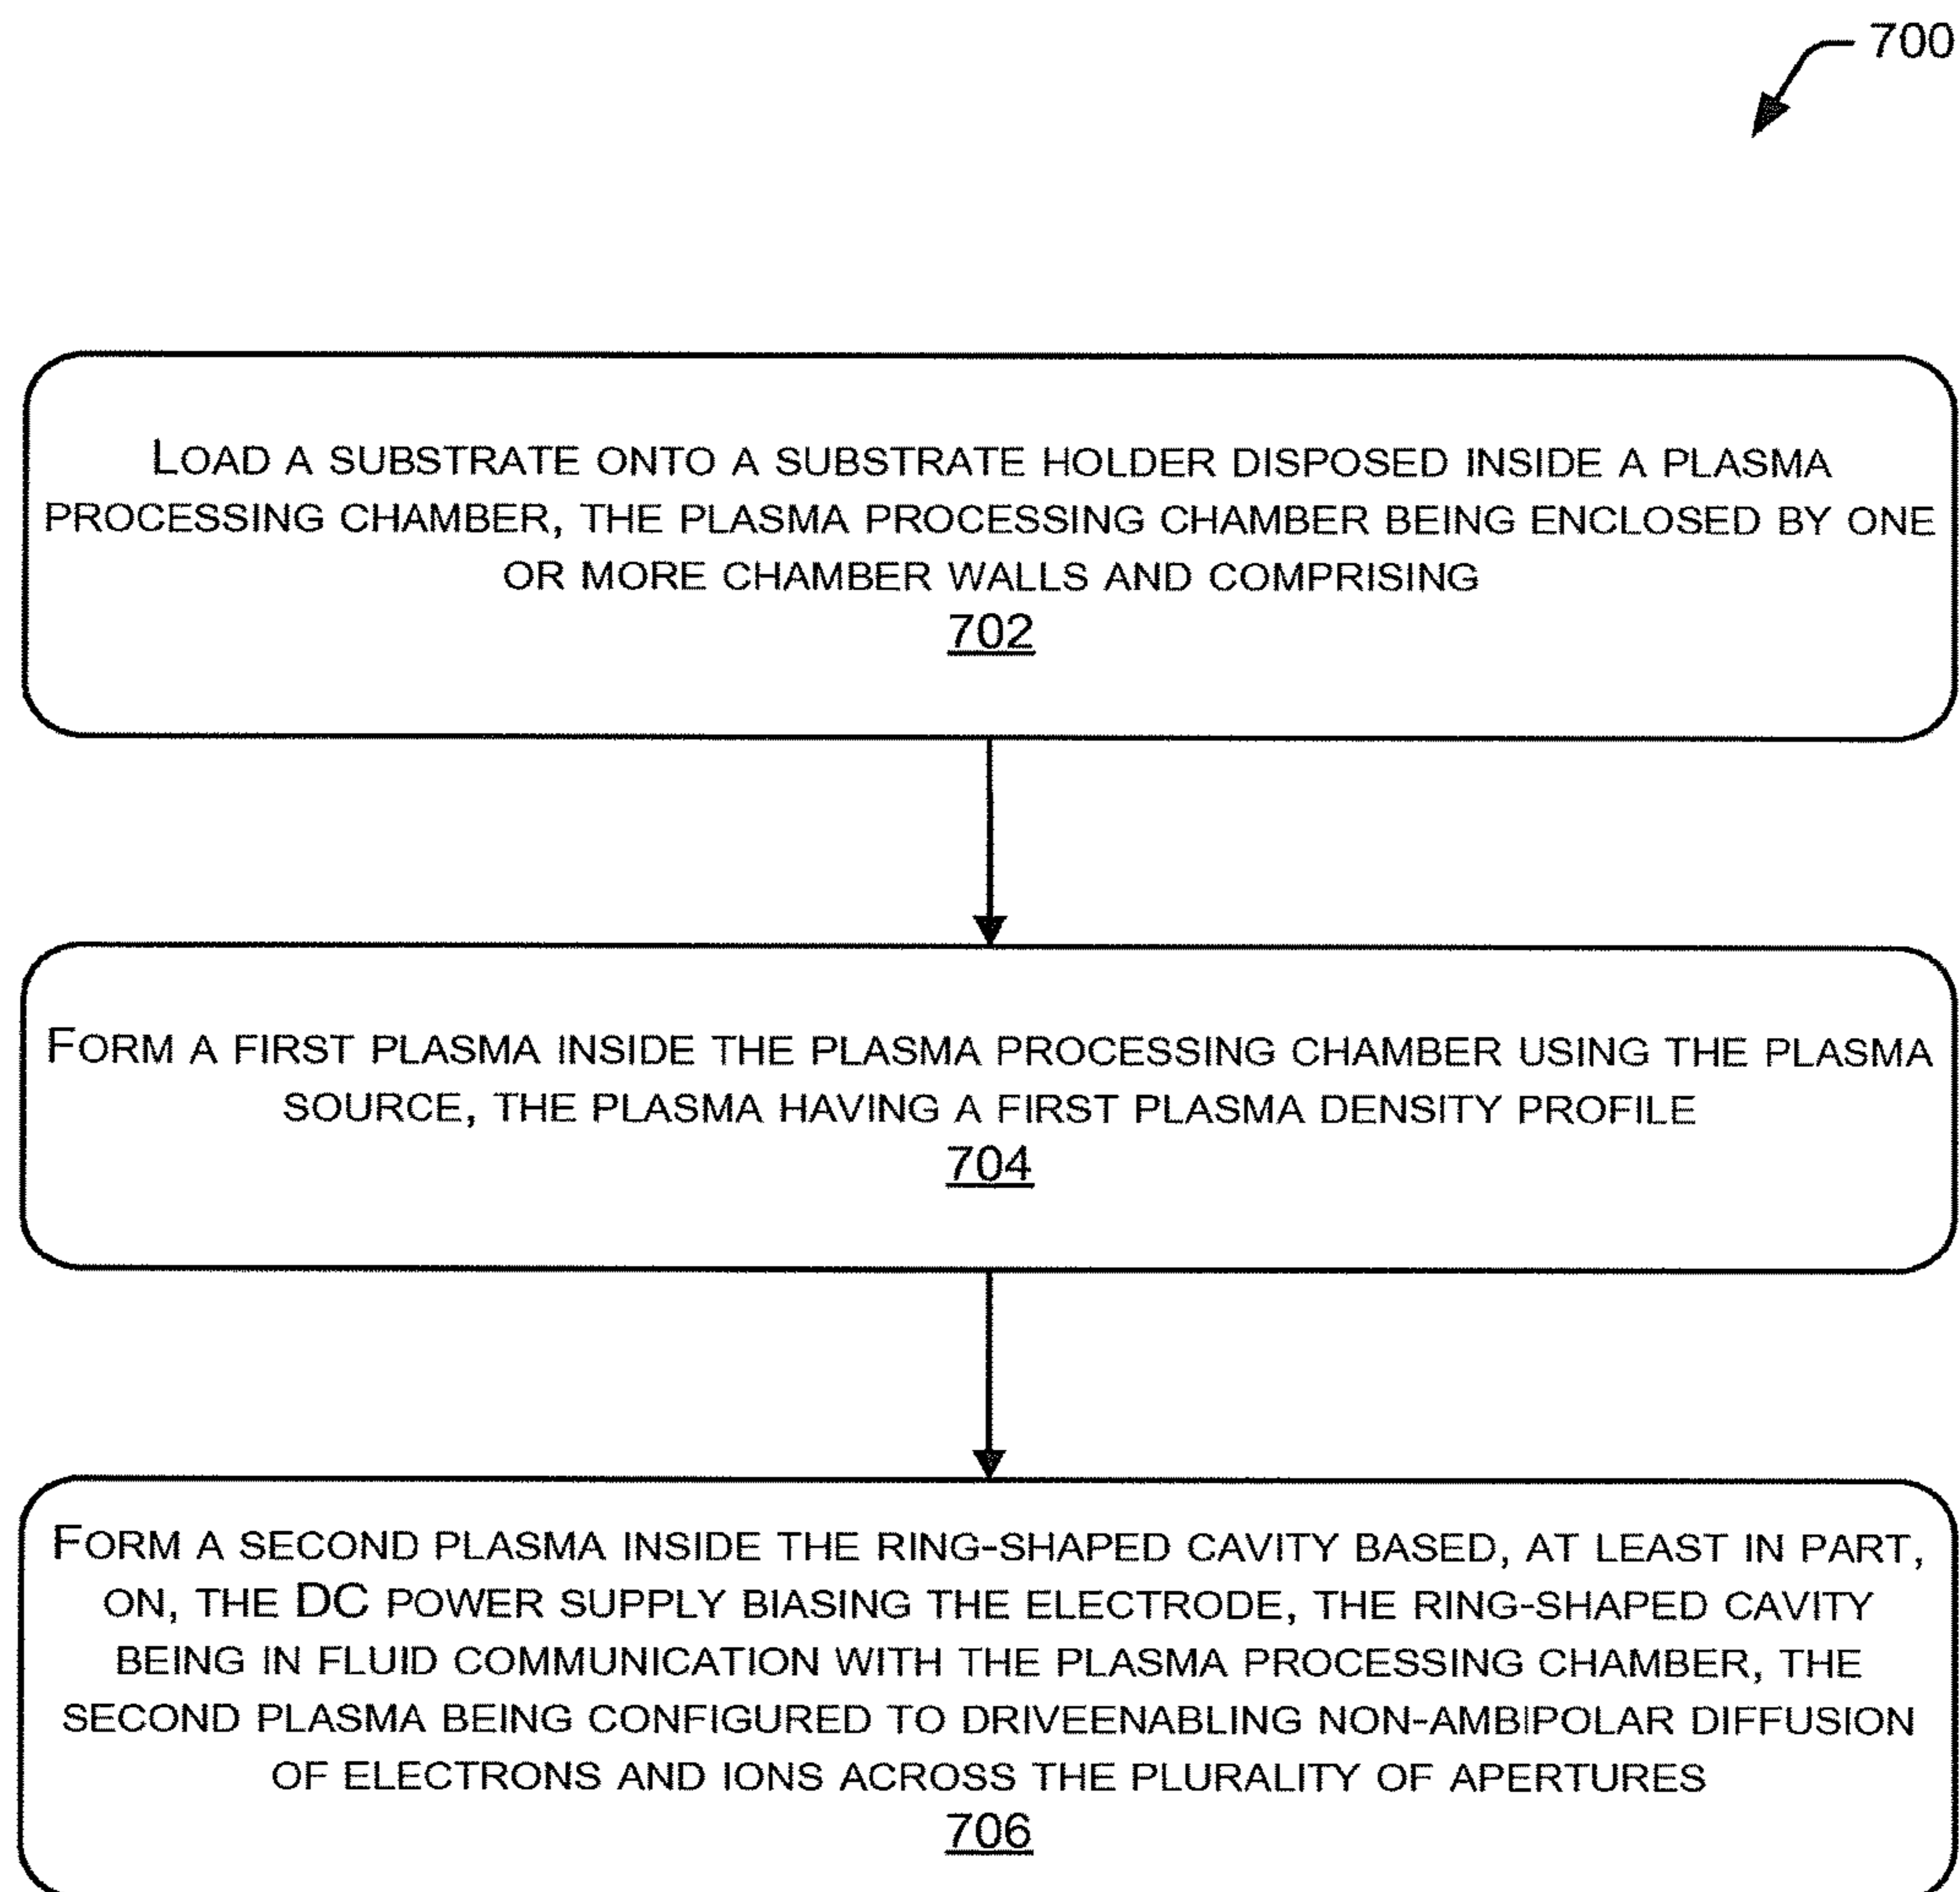 700
LOAD A SUBSTRATE ONTO A SUBSTRATE HOLDER DISPOSED INSIDE A PLASMA
PROCESSING CHAMBER, THE PLASMA PROCESSING CHAMBER BEING ENCLOSED BY ONE
OR MORE CHAMBER WALLS AND COMPRISING
702
FORM A FIRST PLASMA INSIDE THE PLASMA PROCESSING CHAMBER USING THE PLASMA
SOURCE, THE PLASMA HAVING A FIRST PLASMA DENSITY PROFILE
704
FORM A SECOND PLASMA INSIDE THE RING-SHAPED CAVITY BASED, AT LEAST IN PART,
ON, THE DC POWER SUPPLY BIASING THE ELECTRODE, THE RING-SHAPED CAVITY
BEING IN FLUID COMMUNICATION WITH THE PLASMA PROCESSING CHAMBER, THE
SECOND PLASMA BEING CONFIGURED TO DRIVEENABLING NON-AMBIPOLAR DIFFUSION
OF ELECTRONS AND IONS ACROSS THE PLURALITY OF APERTURES
706